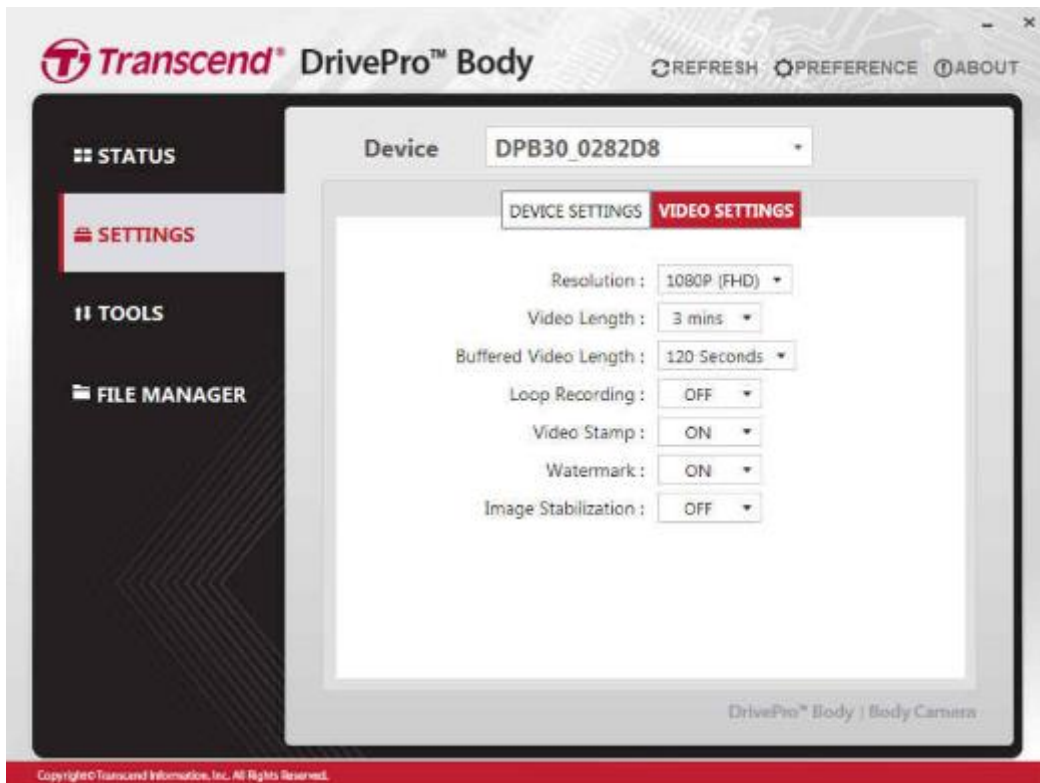 Transcend® DrivePro™ Body
REFRESH PREFERENCE ABOUT
STATUS
SETTINGS
TOOLS
FILE MANAGER
Device DPB30_0282D8
DEVICE SETTINGS VIDEO SETTINGS
Resolution : 1080P (FHD)
Video Length : 3 mins
Buffered Video Length : 120 Seconds
Loop Recording : OFF
Video Stamp : ON
Watermark : ON
Image Stabilization : OFF
DrivePro™ Body | Body Camera
Copyright© Transcend Information, Inc. All Rights Reserved.